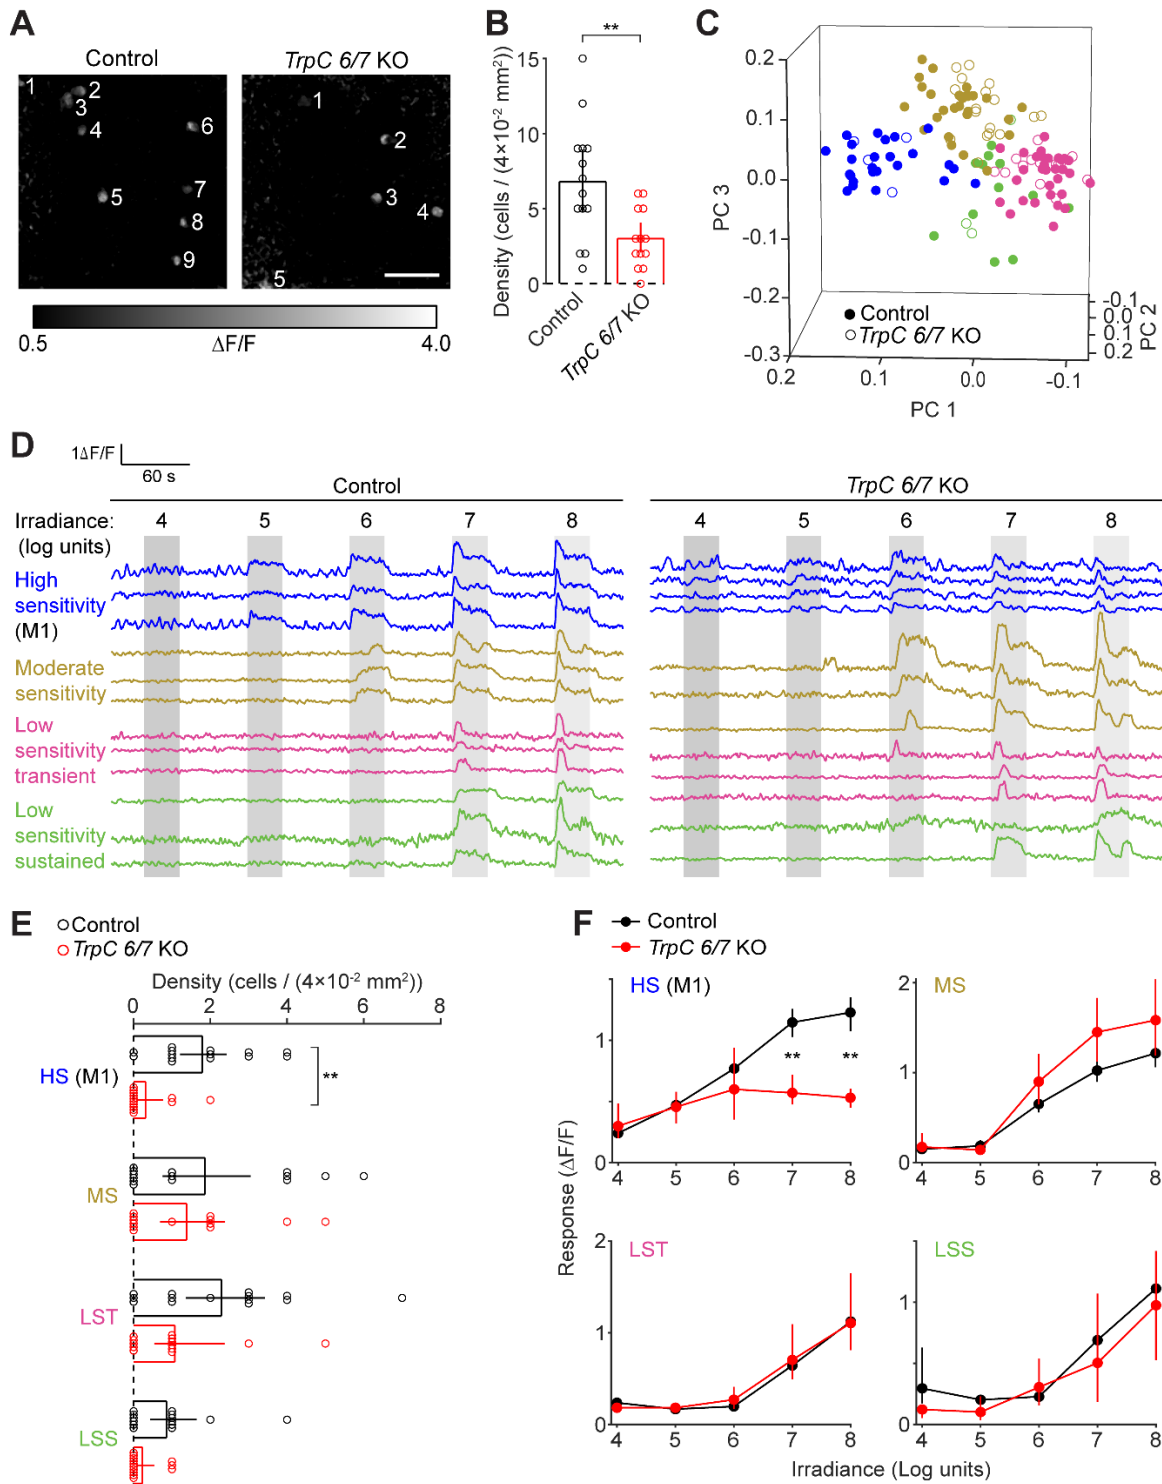 A
Control
TrpC 6/7 KO
1
2
3
4
5
6
7
8
9
1
2
3
4
5
0.5
ΔF/F
4.0
B
**
Density (cells / (4×10⁻² mm²))
15
10
5
0
Control
TrpC 6/7 KO
C
PC 3
0.2
0.1
0.0
-0.1
-0.2
-0.3
Control
TrpC 6/7 KO
-0.1
0.0
0.1
0.2
PC 2
0.2
0.1
0.0
-0.1
PC 1
D
1ΔF/F
60 s
Control
TrpC 6/7 KO
Irradiance:
(log units)
4 5 6 7 8
4 5 6 7 8
High
sensitivity
(M1)
Moderate
sensitivity
Low
sensitivity
transient
Low
sensitivity
sustained
E
Control
TrpC 6/7 KO
Density (cells / (4×10⁻² mm²))
0 2 4 6 8
HS (M1)
**
MS
LST
LSS
F
Control
TrpC 6/7 KO
Response (ΔF/F)
HS (M1)
1
0
** **
4 5 6 7 8
MS
2
1
0
4 5 6 7 8
LST
2
1
0
4 5 6 7 8
LSS
1
0
4 5 6 7 8
Irradiance (Log units)